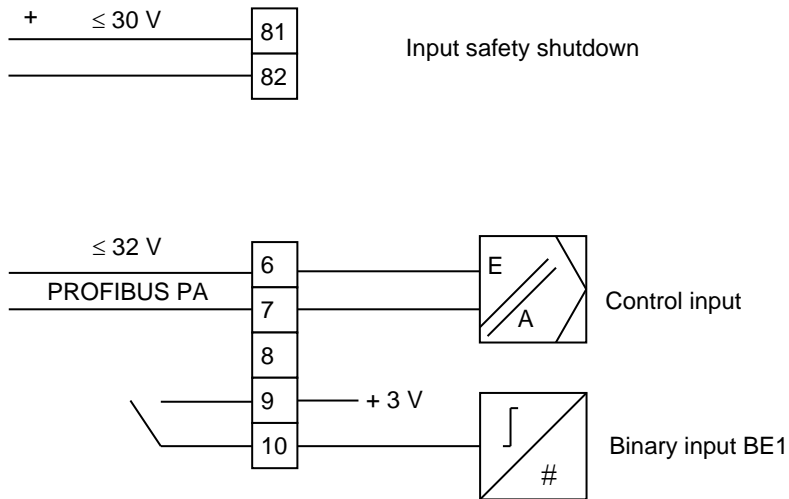 + ≤ 30 V
81
Input safety shutdown
82
≤ 32 V
6
E
PROFIBUS PA
7
A
Control input
8
9
+ 3 V
10
Binary input BE1
#